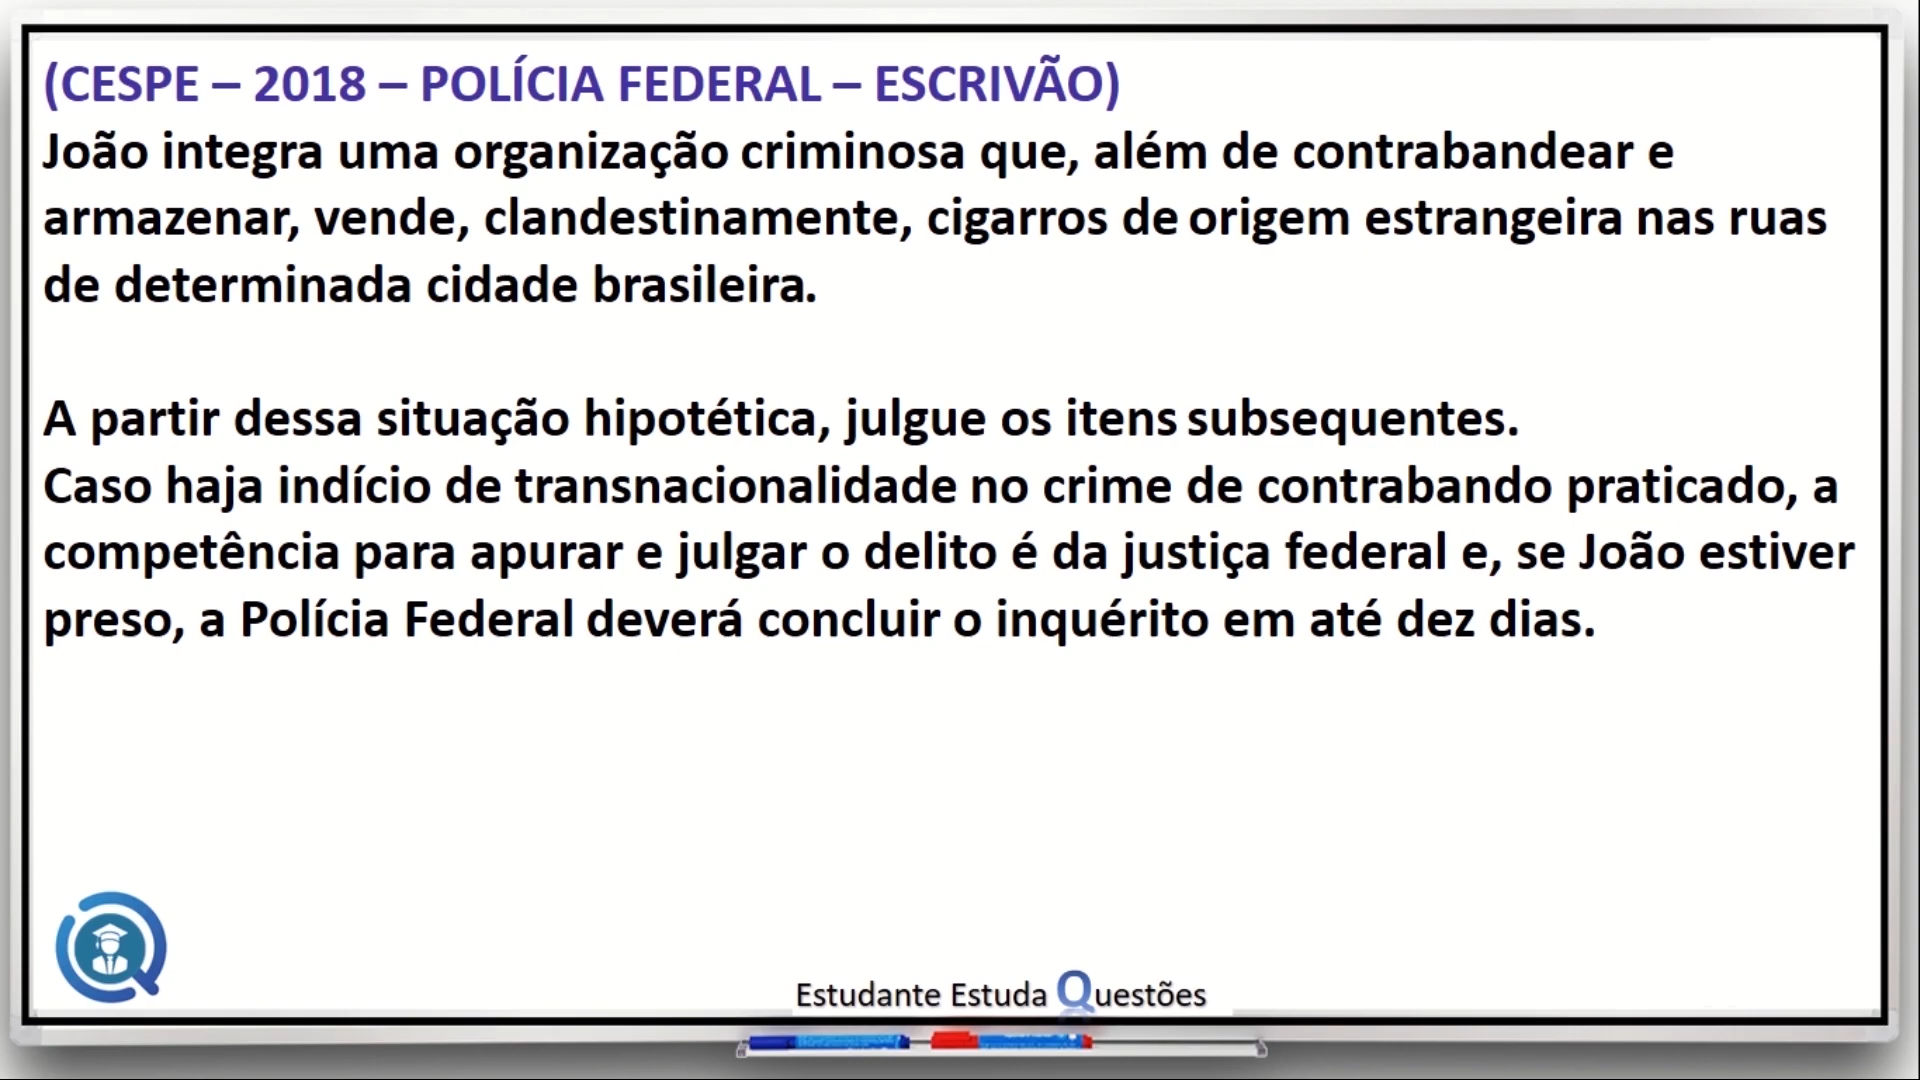 (CESPE – 2018 – POLÍCIA FEDERAL – ESCRIVÃO)
João integra uma organização criminosa que, além de contrabandear e
armazenar, vende, clandestinamente, cigarros de origem estrangeira nas ruas
de determinada cidade brasileira.
A partir dessa situação hipotética, julgue os itens subsequentes.
Caso haja indício de transnacionalidade no crime de contrabando praticado, a
competência para apurar e julgar o delito é da justiça federal e, se João estiver
preso, a Polícia Federal deverá concluir o inquérito em até dez dias.
Estudante Estuda Questões